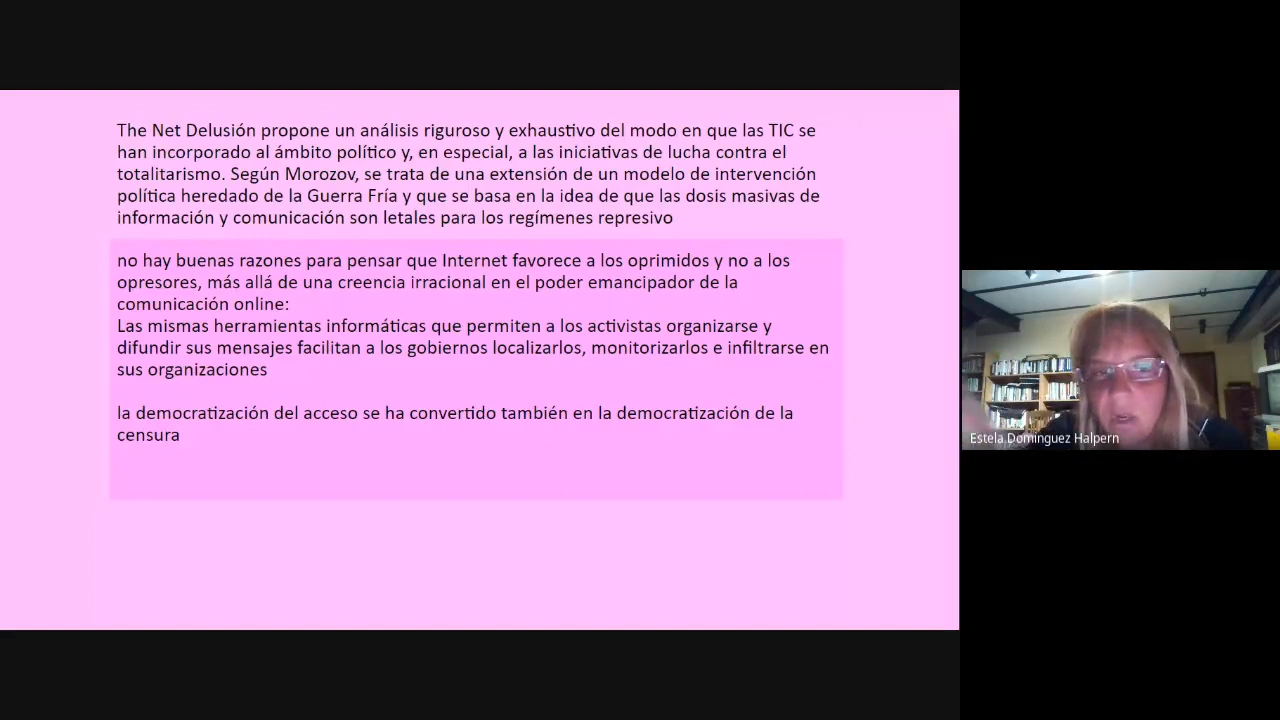 The Net Delusión propone un análisis riguroso y exhaustivo del modo en que las TIC se
han incorporado al ámbito político y, en especial, a las iniciativas de lucha contra el
totalitarismo. Según Morozov, se trata de una extensión de un modelo de intervención
política heredado de la Guerra Fría y que se basa en la idea de que las dosis masivas de
información y comunicación son letales para los regímenes represivo
no hay buenas razones para pensar que Internet favorece a los oprimidos y no a los
opresores, más allá de una creencia irracional en el poder emancipador de la
comunicación online:
Las mismas herramientas informáticas que permiten a los activistas organizarse y
difundir sus mensajes facilitan a los gobiernos localizarlos, monitorizarlos e infiltrarse en
sus organizaciones
la democratización del acceso se ha convertido también en la democratización de la
censura
Estela Dominguez Halpern